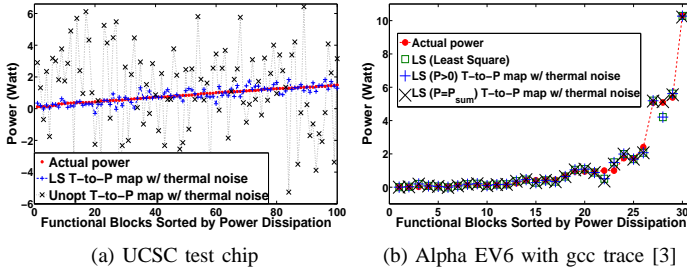 6
4
2
0
−2
−4
−6
Power (Watt)
Actual power
LS T−to−P map w/ thermal noise
Unopt T−to−P map w/ thermal noise
0 20 40 60 80 100
Functional Blocks Sorted by Power Dissipation
(a) UCSC test chip
10
8
6
4
2
0
Power (Watt)
Actual power
LS (Least Square)
LS (P>0) T−to−P map w/ thermal noise
LS (P=Psum) T−to−P map w/ thermal noise
0 5 10 15 20 25 30
Functional Blocks Sorted by Power Dissipation
(b) Alpha EV6 with gcc trace [3]